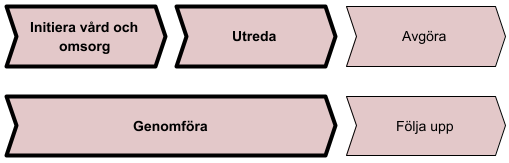 Initiera vård och
omsorg
Utreda
Avgöra
Genomföra
Följa upp